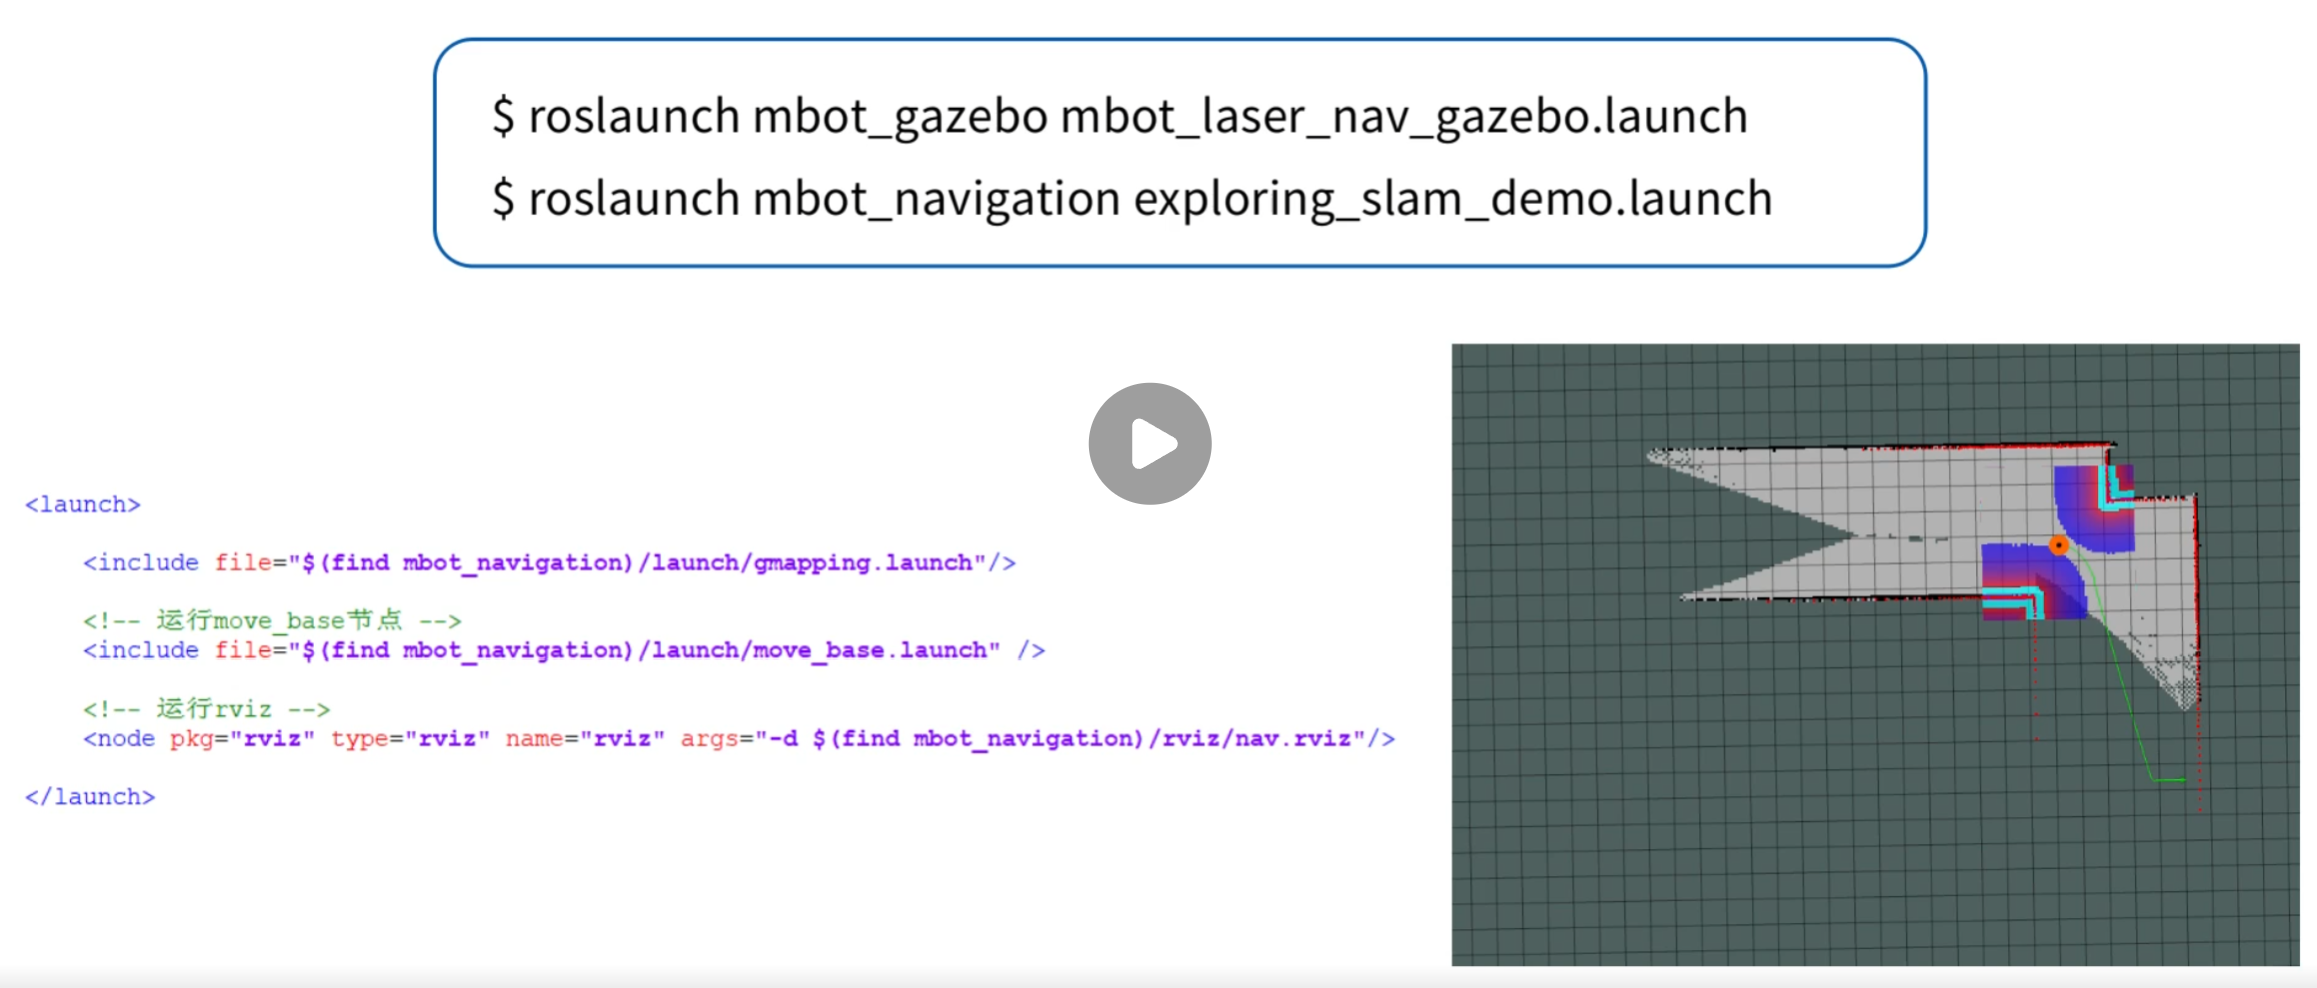 $ roslaunch mbot_gazebo mbot_laser_nav_gazebo.launch
$ roslaunch mbot_navigation exploring_slam_demo.launch
<launch>
<include file="$(find mbot_navigation)/launch/gmapping.launch"/>
<!-- 运行move_base节点 -->
<include file="$(find mbot_navigation)/launch/move_base.launch" />
<!-- 运行rviz -->
<node pkg="rviz" type="rviz" name="rviz" args="-d $(find mbot_navigation)/rviz/nav.rviz"/>
</launch>